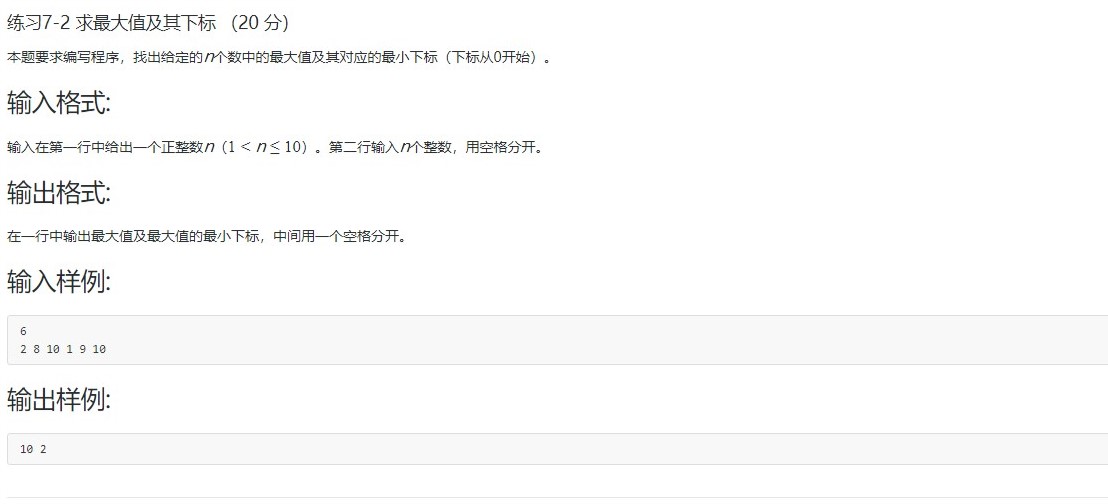 练习7-2 求最大值及其下标 （20 分）
本题要求编写程序，找出给定的n个数中的最大值及其对应的最小下标（下标从0开始）。
输入格式:
输入在第一行中给出一个正整数n（1 < n ≤ 10）。第二行输入n个整数，用空格分开。
输出格式:
在一行中输出最大值及最大值的最小下标，中间用一个空格分开。
输入样例:
6
2 8 10 1 9 10
输出样例:
10 2